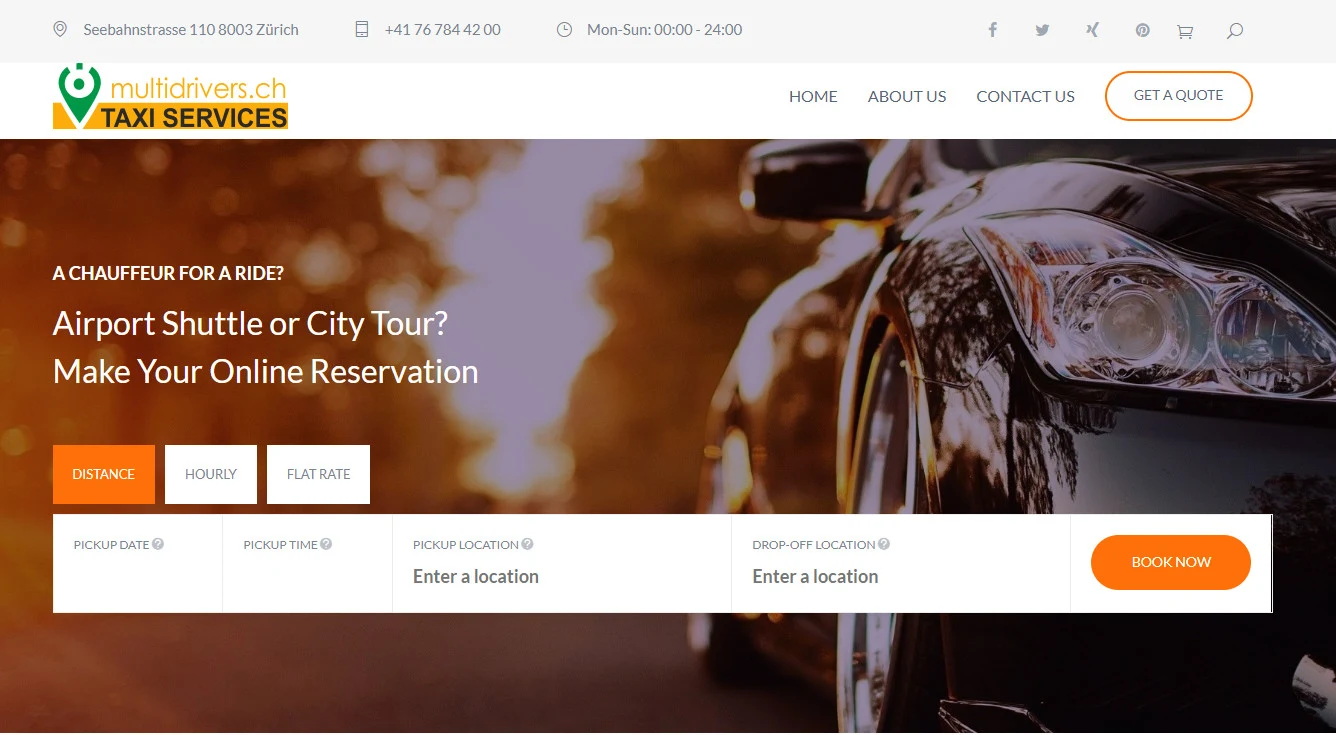 Seebahnstrasse 110 8003 Zürich
+41 76 784 42 00
Mon-Sun: 00:00 - 24:00
multidrivers.ch
TAXI SERVICES
HOME
ABOUT US
CONTACT US
GET A QUOTE
A CHAUFFEUR FOR A RIDE?
Airport Shuttle or City Tour?
Make Your Online Reservation
DISTANCE
HOURLY
FLAT RATE
PICKUP DATE ?
PICKUP TIME ?
PICKUP LOCATION ?
Enter a location
DROP-OFF LOCATION ?
Enter a location
BOOK NOW